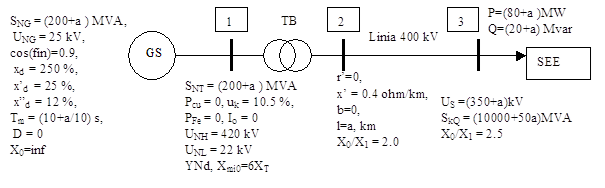 S_NG = (200+a ) MVA,
U_NG = 25 kV,
cos(fin)=0.9,
x_d = 250 %,
x'_d = 25 %,
x"_d = 12 %,
T_m = (10+a/10) s,
D = 0
X_0=inf
GS
1
TB
S_NT = (200+a ) MVA
P_cu = 0, u_k = 10.5 %,
P_Fe = 0, I_o = 0
U_NH = 420 kV
U_NL = 22 kV
YNd, X_mi0=6X_T
2
Linia 400 kV
r'=0,
x' = 0.4 ohm/km,
b=0,
l=a, km
X_0/X_1 = 2.0
3
P=(80+a )MW
Q=(20+a) Mvar
SEE
U_S =(350+a)kV
S_kQ = (10000+50a)MVA
X_0/X_1 = 2.5